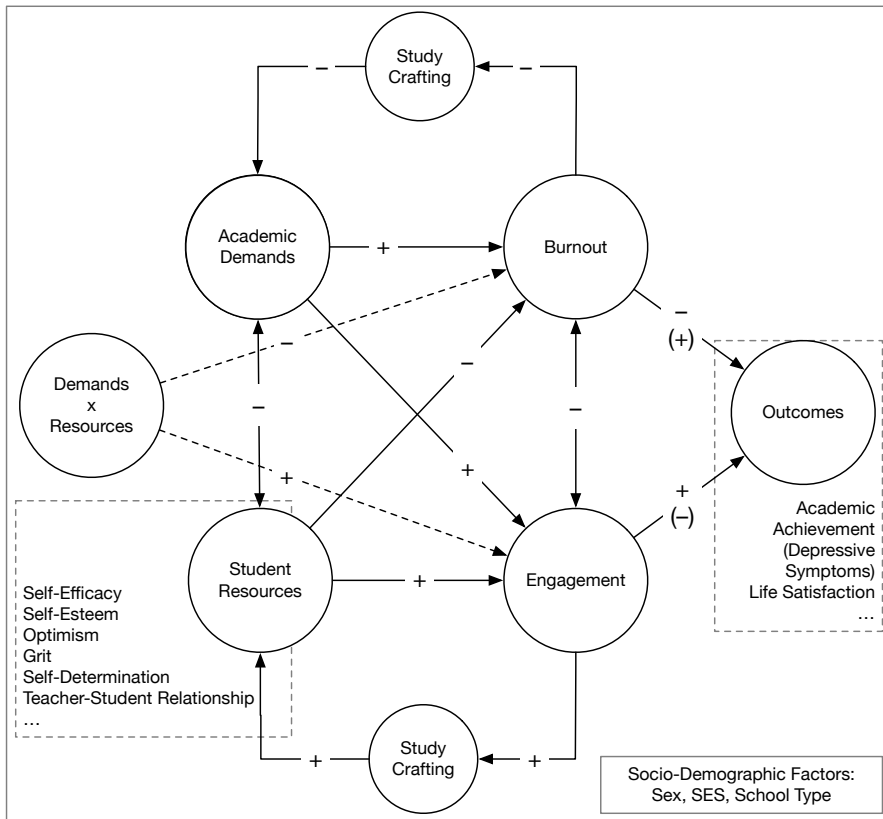 Study
Crafting
–
–
Academic
Demands
+
Burnout
–
(+)
–
–
Demands
x
Resources
–
–
Outcomes
+
+
+
(–)
Academic
Achievement
(Depressive
Symptoms)
Life Satisfaction
...
Student
Resources
+
Engagement
Self-Efficacy
Self-Esteem
Optimism
Grit
Self-Determination
Teacher-Student Relationship
...
+
Study
Crafting
+
Socio-Demographic Factors:
Sex, SES, School Type